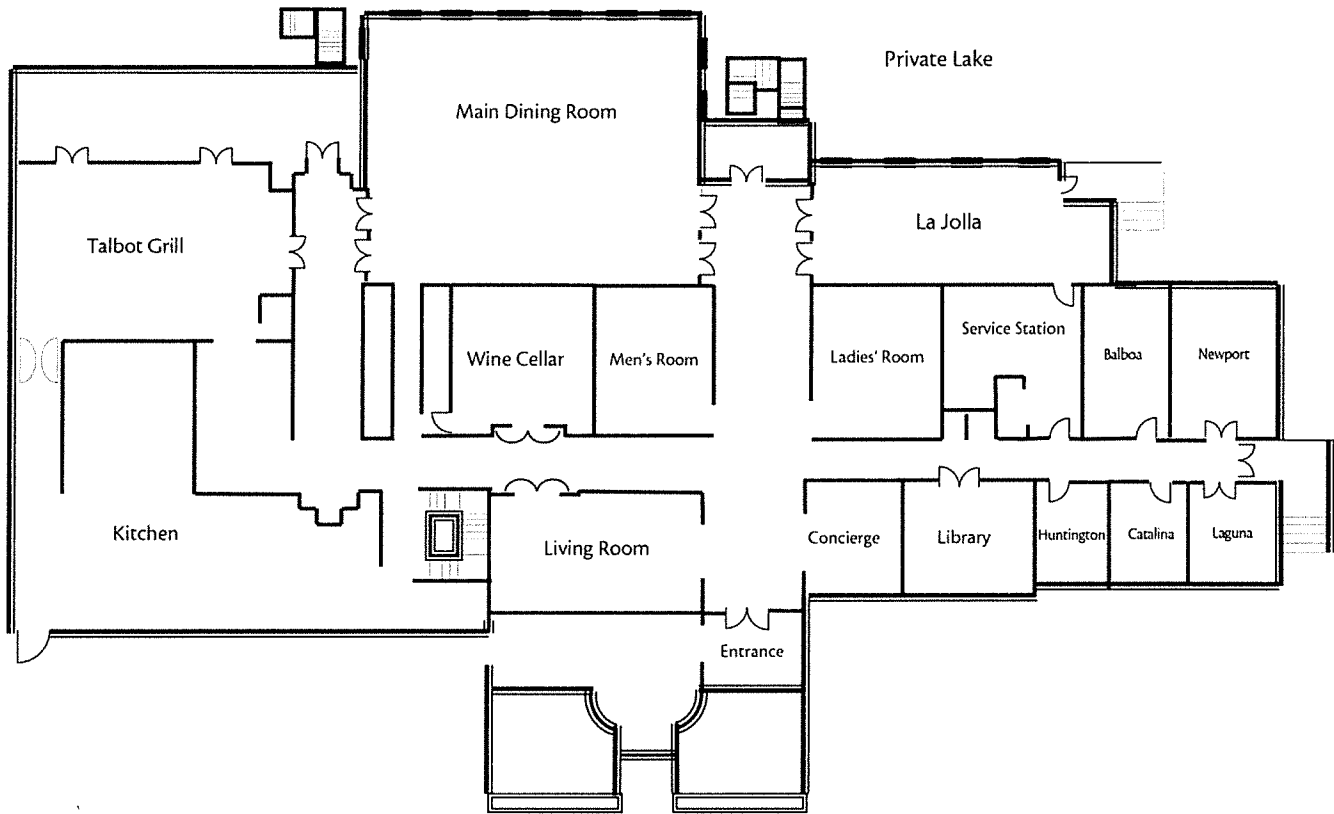 Private Lake
Main Dining Room
La Jolla
Talbot Grill
Service Station
Wine Cellar
Men's Room
Ladies' Room
Balboa
Newport
Kitchen
Living Room
Concierge
Library
Huntington
Catalina
Laguna
Entrance